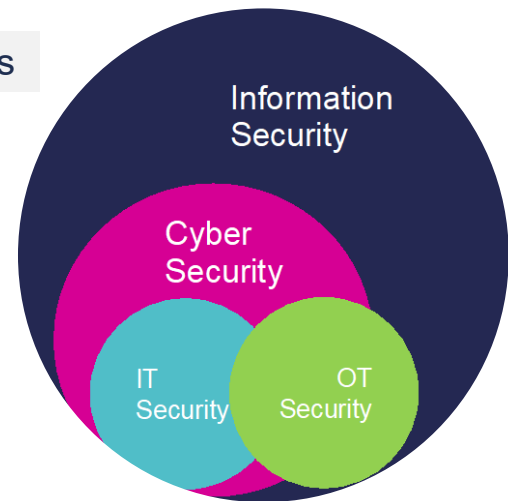 s
Information
Security
Cyber
Security
IT
Security
OT
Security